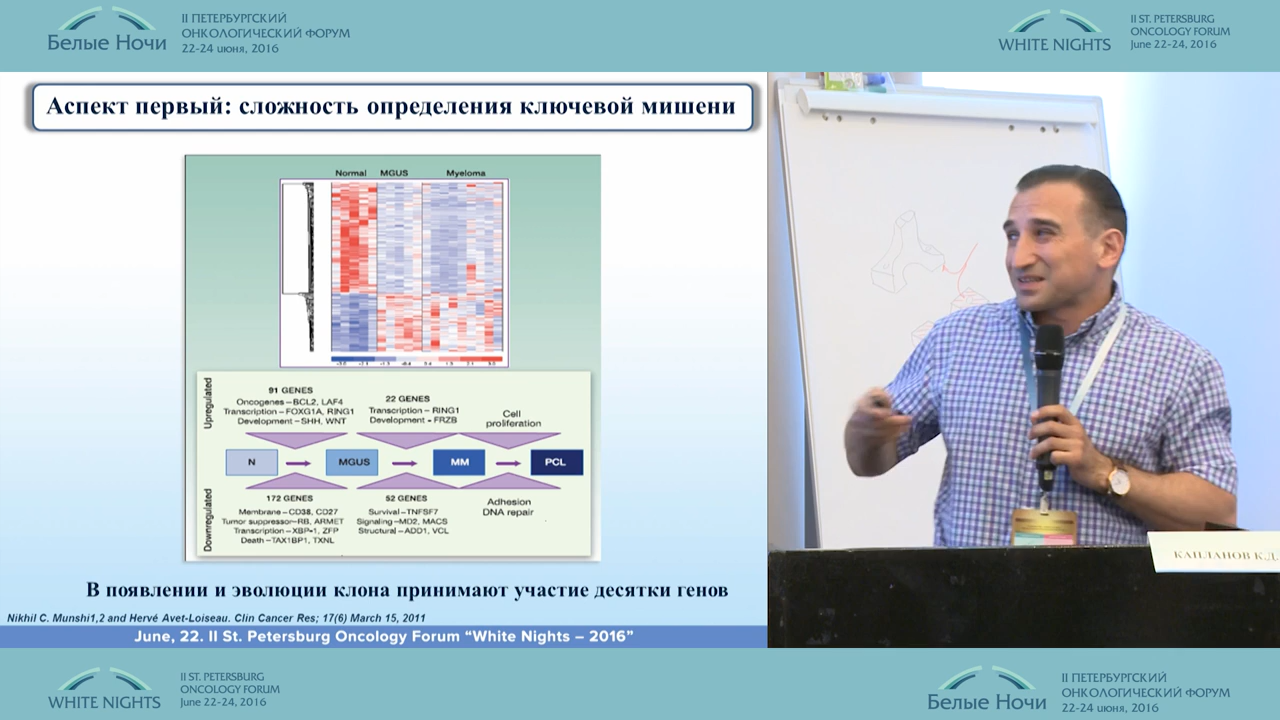 Белые Ночи
II ПЕТЕРБУРГСКИЙ
ОНКОЛОГИЧЕСКИЙ ФОРУМ
22-24 июня, 2016
WHITE NIGHTS
II ST. PETERSBURG
ONCOLOGY FORUM
June 22-24, 2016
Аспект первый: сложность определения ключевой мишени
Normal MGUS Myeloma
Upregulated
91 GENES
Oncogenes – BCL2, LAF4
Transcription – FOXG1A, RING1
Development – SHH, WNT
22 GENES
Transcription – RING1
Development - FRZB
Cell
proliferation
N
MGUS
MM
PCL
Downregulated
172 GENES
Membrane – CD38, CD27
Tumor suppressor – RB, ARMET
Transcription – XBP-1, ZFP
Death – TAX1BP1, TXNL
52 GENES
Survival – TNFSF7
Signaling – MD2, MACS
Structural – ADD1, VCL
Adhesion
DNA repair
В появлении и эволюции клона принимают участие десятки генов
Nikhil C. Munshi1,2 and Hervé Avet-Loiseau. Clin Cancer Res; 17(6) March 15, 2011
June, 22. II St. Petersburg Oncology Forum “White Nights – 2016”
КАПЛАНОВ К.Д.
WHITE NIGHTS
II ST. PETERSBURG
ONCOLOGY FORUM
June 22-24, 2016
Белые Ночи
II ПЕТЕРБУРГСКИЙ
ОНКОЛОГИЧЕСКИЙ ФОРУМ
22-24 июня, 2016